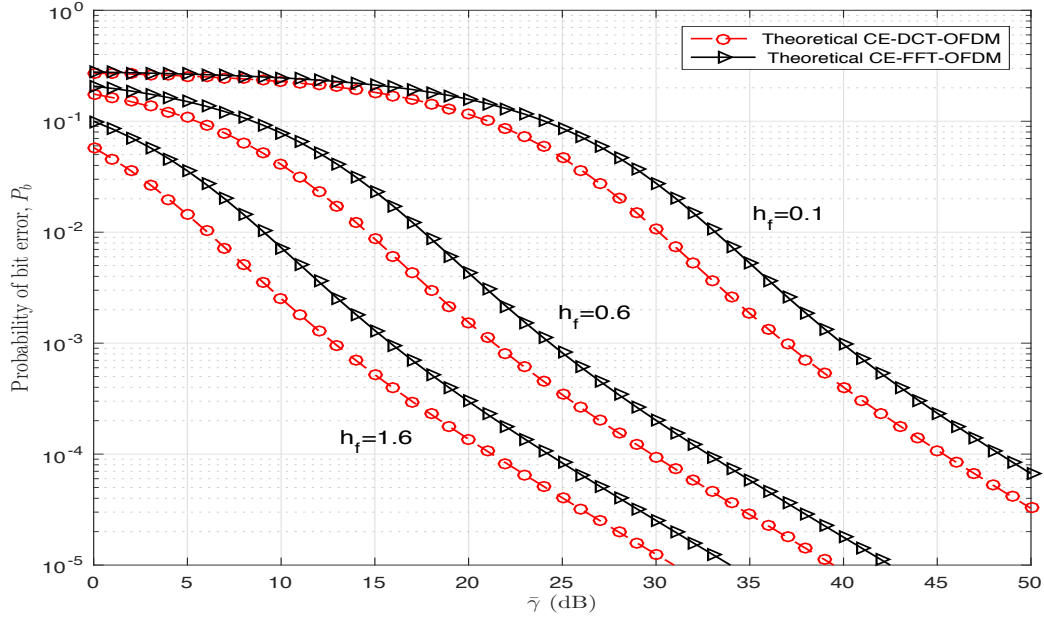 10^0
10^-1
10^-2
10^-3
10^-4
10^-5
Probability of bit error, P_b
Theoretical CE-DCT-OFDM
Theoretical CE-FFT-OFDM
h_f=0.1
h_f=0.6
h_f=1.6
0 5 10 15 20 25 30 35 40 45 50
γ̄ (dB)